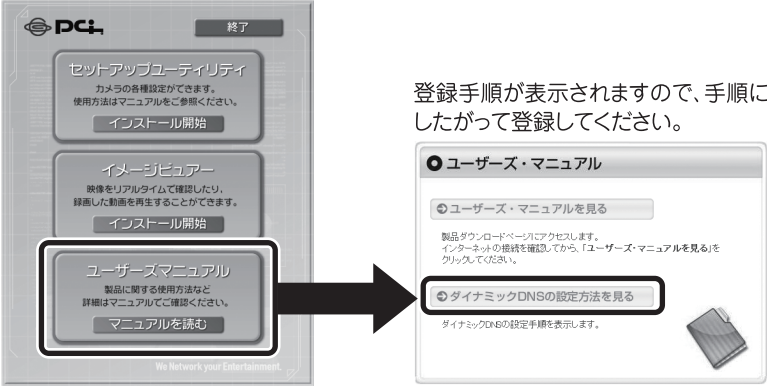 PCi
終了
セットアップユーティリティ
カメラの各種設定ができます。
使用方法はマニュアルをご参照ください。
インストール開始
イメージビュアー
映像をリアルタイムで確認したり、
録画した動画を再生することができます。
インストール開始
ユーザーズマニュアル
製品に関する使用方法など
詳細はマニュアルでご確認ください。
マニュアルを読む
We Network your Entertainment.
登録手順が表示されますので、手順に
したがって登録してください。
ユーザーズ・マニュアル
ユーザーズ・マニュアルを見る
製品ダウンロードページにアクセスします。
インターネットの接続を確認してから、「ユーザーズ・マニュアルを見る」を
クリックしてください。
ダイナミックDNSの設定方法を見る
ダイナミックDNSの設定手順を表示します。